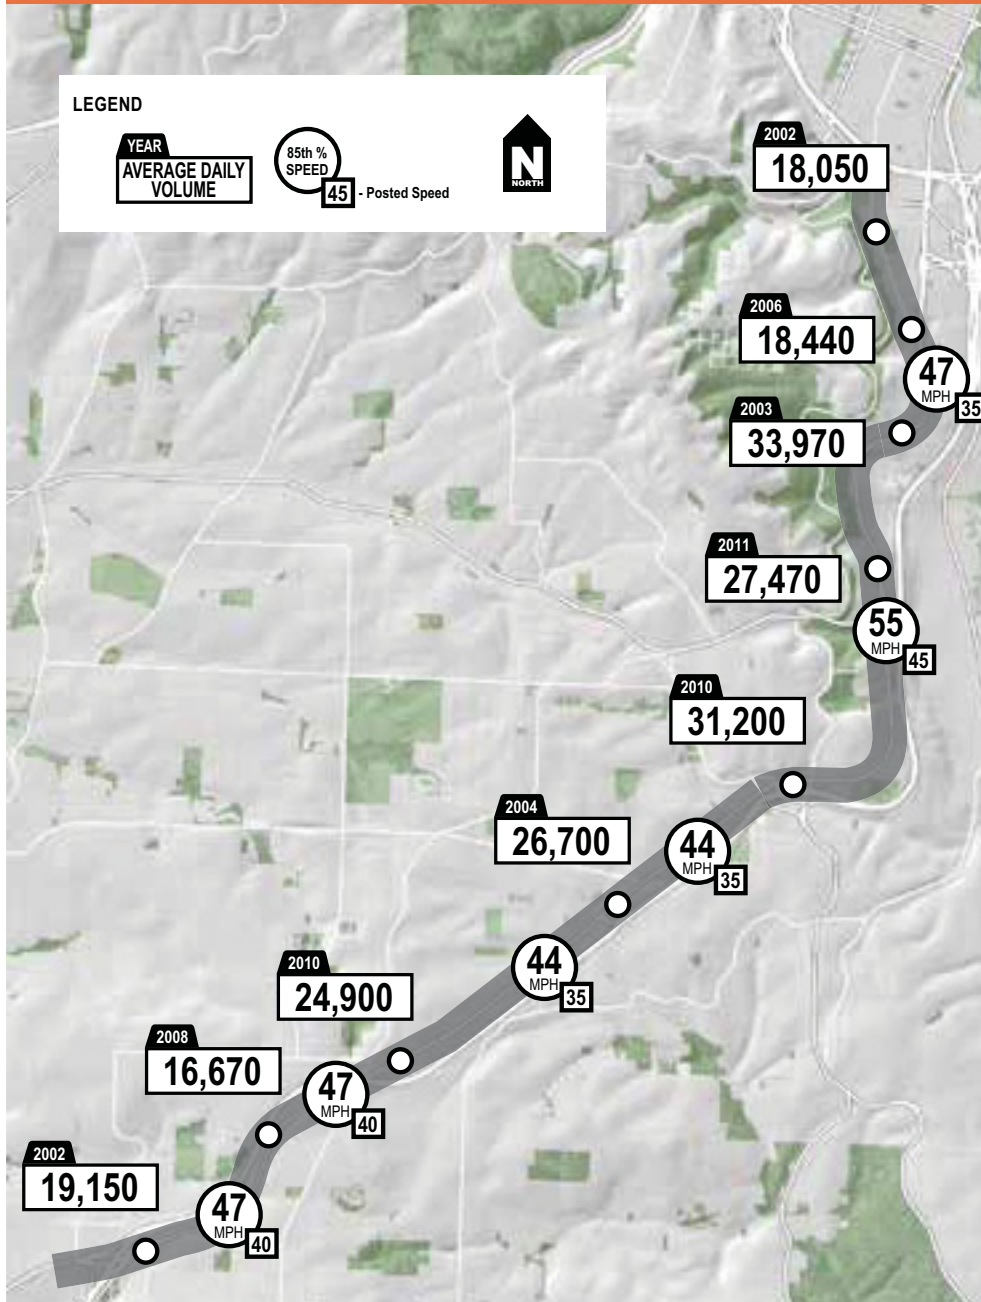 LEGEND
YEAR
AVERAGE DAILY
VOLUME
85th %
SPEED
45 - Posted Speed
N
NORTH
2002
18,050
2006
18,440
47
MPH
35
2003
33,970
2011
27,470
55
MPH
45
2010
31,200
2004
26,700
44
MPH
35
44
MPH
35
2010
24,900
2008
16,670
47
MPH
40
2002
19,150
47
MPH
40